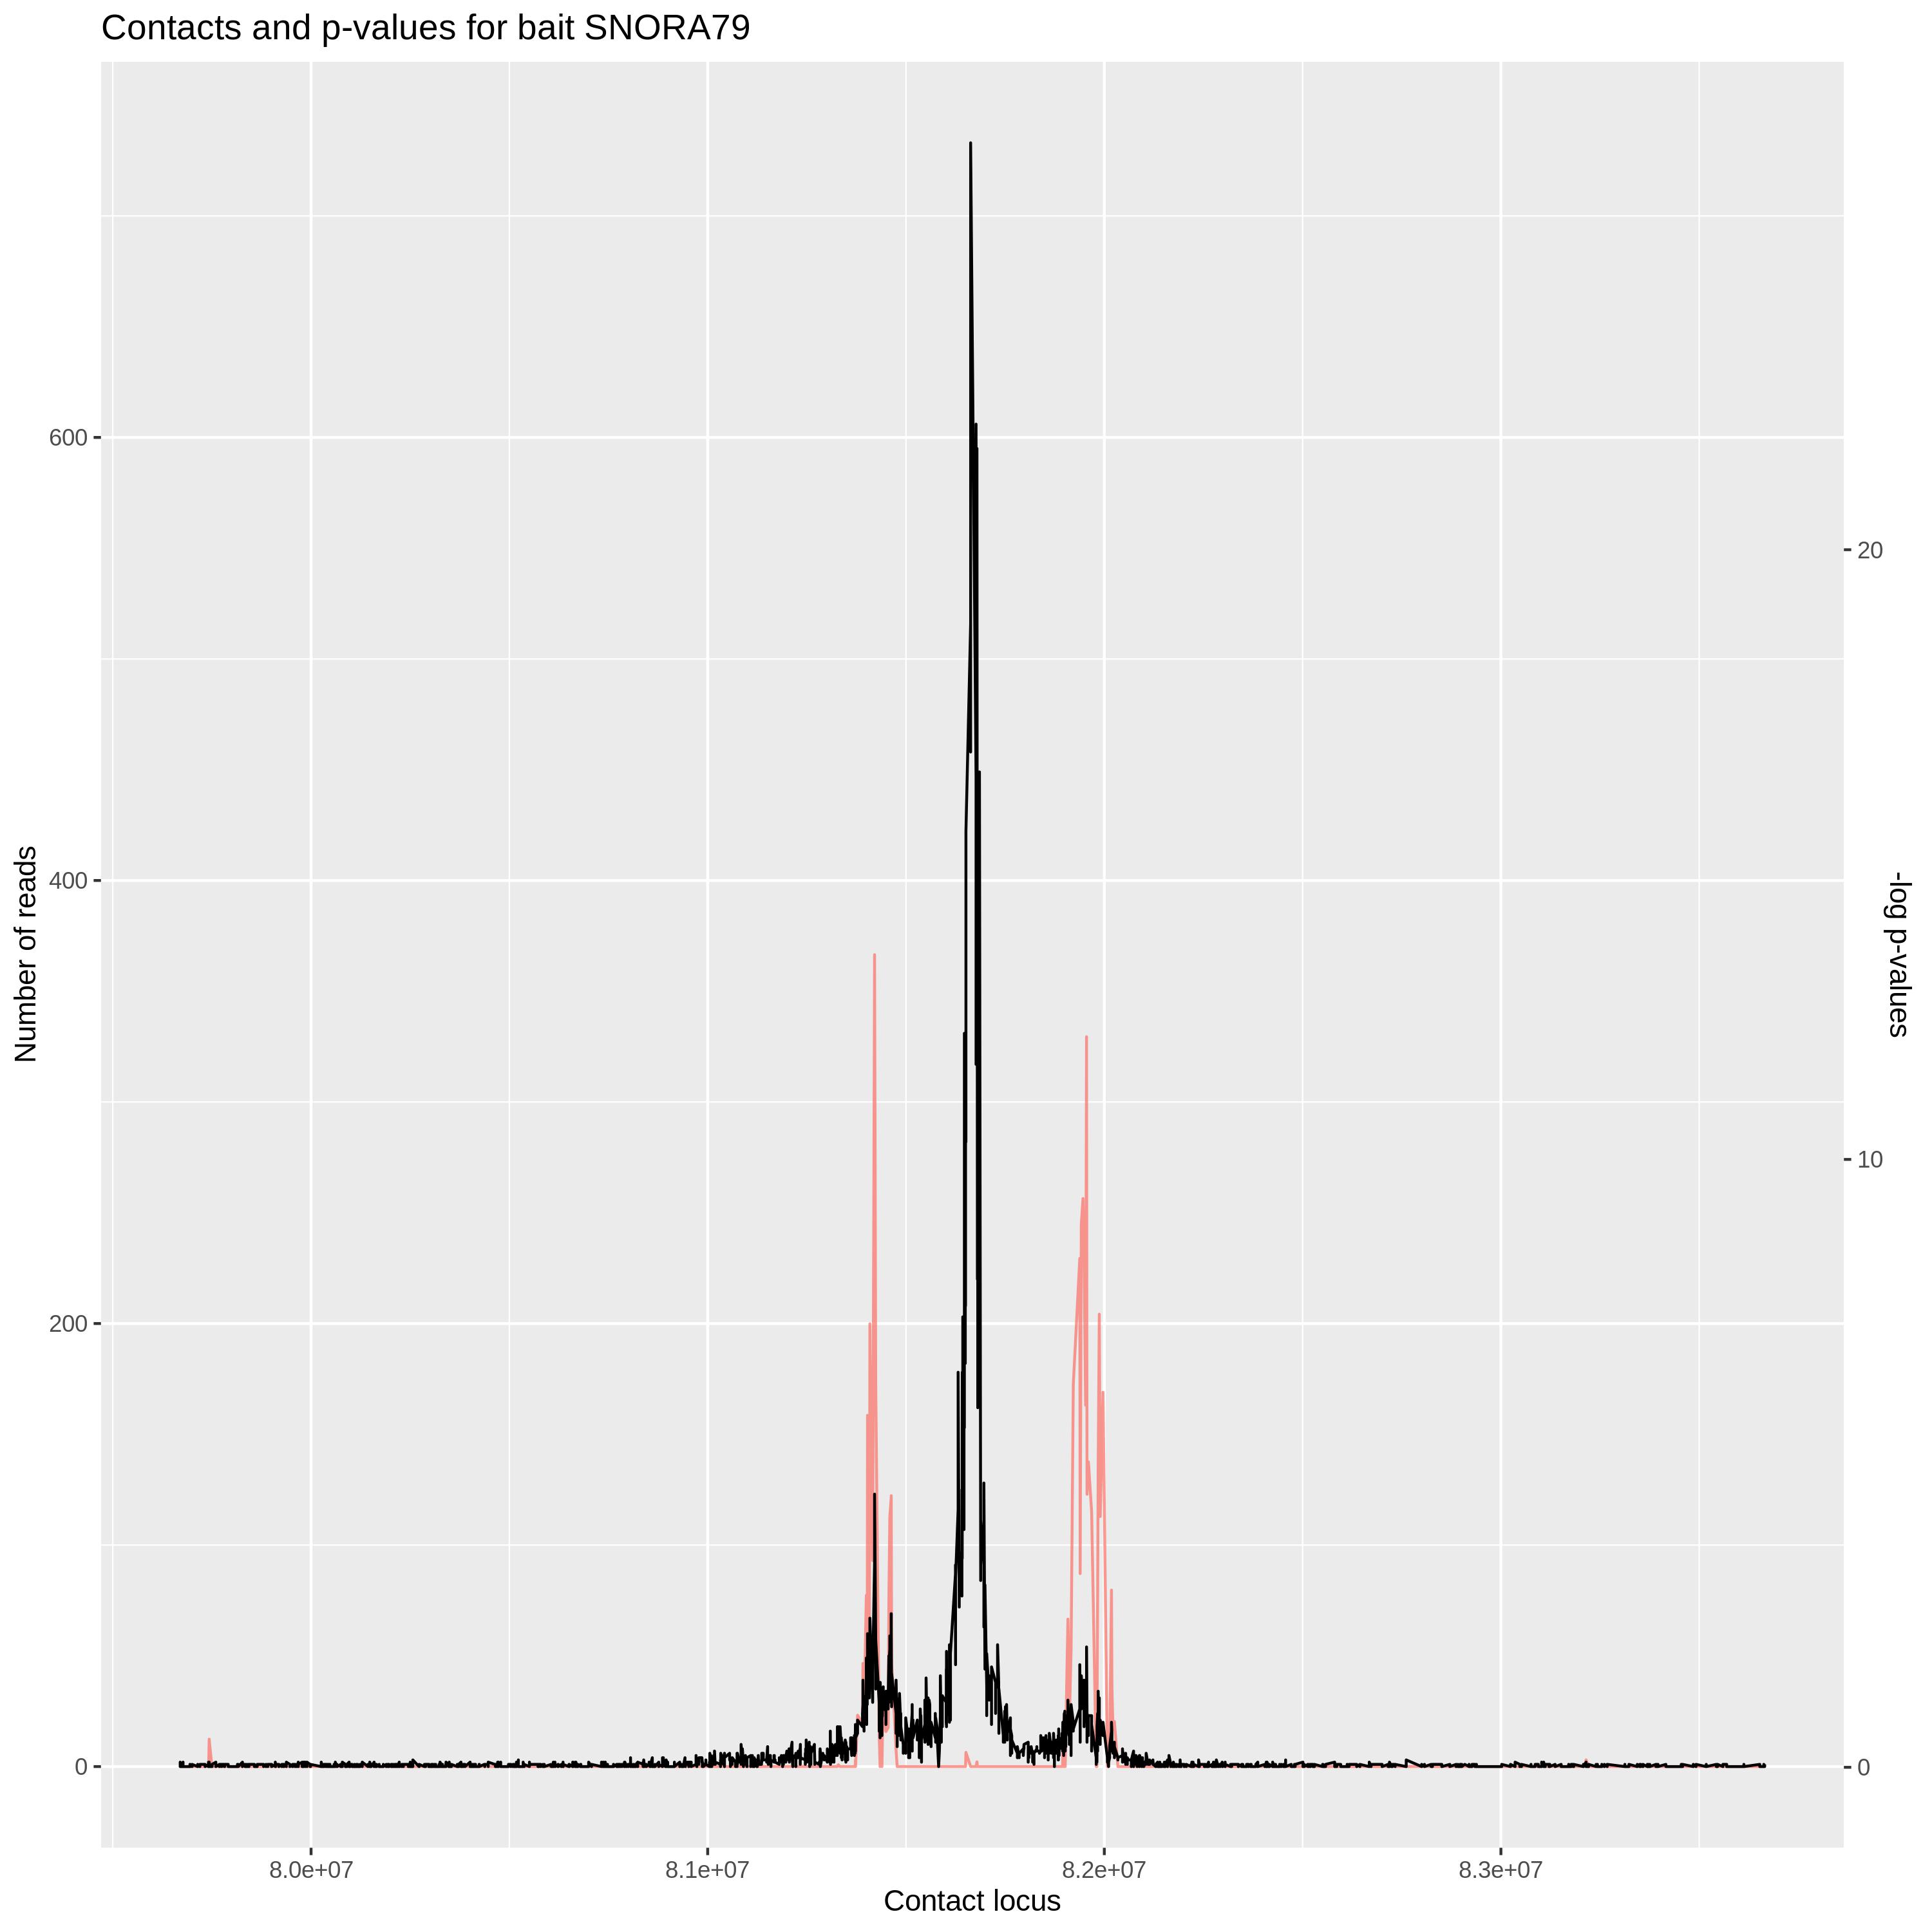 Contacts and p-values for bait SNORA79
Number of reads
600
400
200
0
20
10
0
-log p-values
8.0e+07
8.1e+07
8.2e+07
8.3e+07
Contact locus